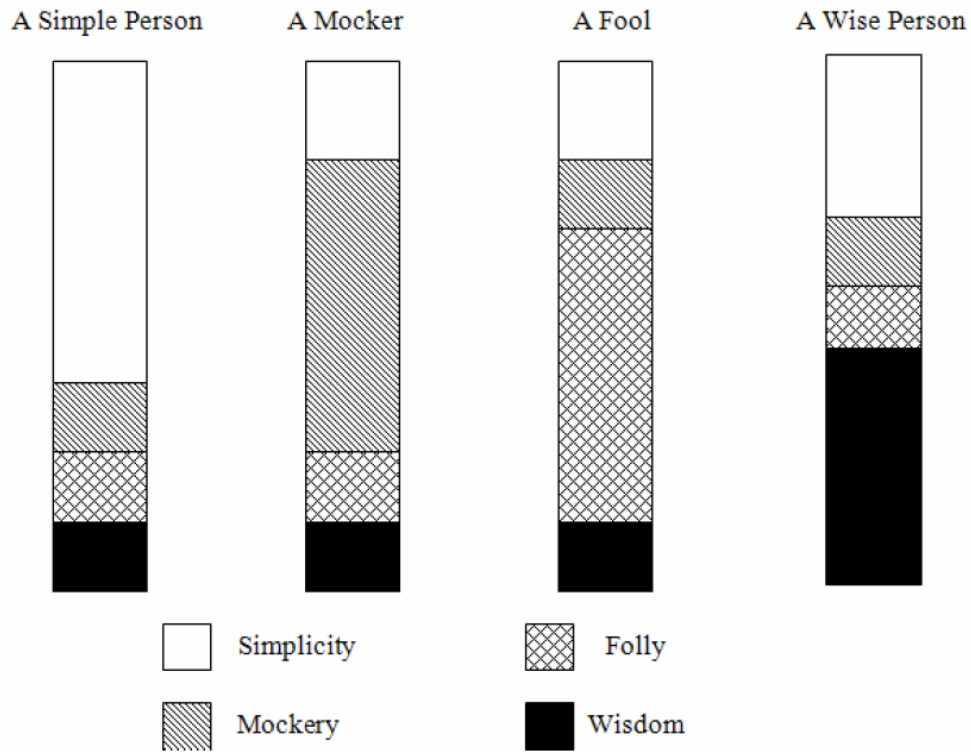 A Simple Person
A Mocker
A Fool
A Wise Person
Simplicity
Folly
Mockery
Wisdom